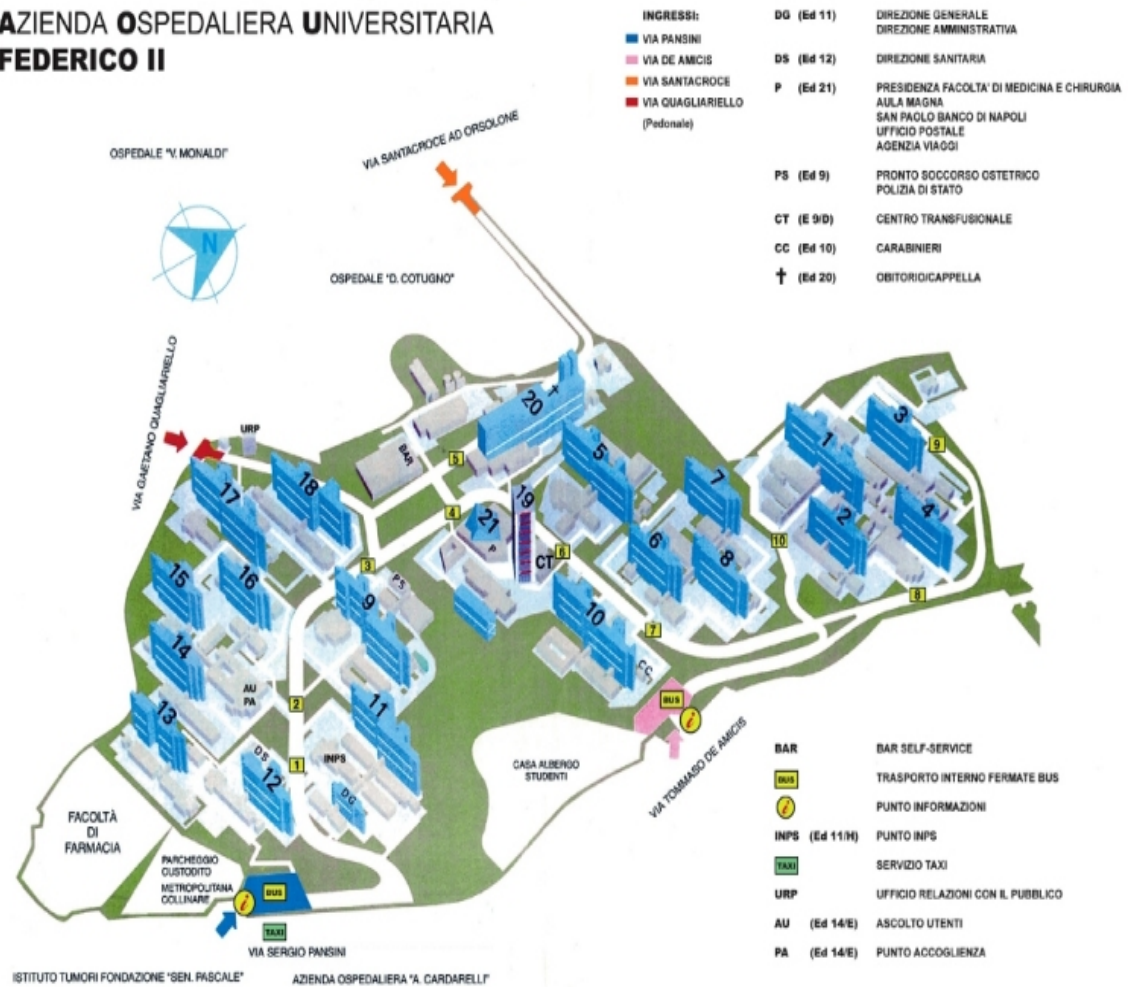 AZIENDA OSPEDALIERA UNIVERSITARIA
FEDERICO II
INGRESSI:
VIA PANSINI
VIA DE AMICIS
VIA SANTACROCE
VIA QUAGLIARIELLO
(Pedonale)
DG (Ed 11) DIREZIONE GENERALE
DIREZIONE AMMINISTRATIVA
DS (Ed 12) DIREZIONE SANITARIA
P (Ed 21) PRESIDENZA FACOLTA' DI MEDICINA E CHIRURGIA
AULA MAGNA
SAN PAOLO BANCO DI NAPOLI
UFFICIO POSTALE
AGENZIA VIAGGI
PS (Ed 9) PRONTO SOCCORSO OSTETRICO
POLIZIA DI STATO
CT (E 9/D) CENTRO TRANSFUSIONALE
CC (Ed 10) CARABINIERI
✝ (Ed 20) OBITORIO/CAPPELLA
OSPEDALE "V. MONALDI"
VIA SANTACROCE AD ORSOLONE
N
OSPEDALE "D. COTUGNO"
VIA GAETANO QUAGLIARIELLO
URP
BAR
20
5
3
1
9
17
18
5
19
7
4
21
P
4
2
CT
6
6
8
10
3
15
16
9
PS
10
7
8
14
AU
PA
2
11
CC
BUS
i
13
DS
12
1
INPS
DG
CASA ALBERGO
STUDENTI
VIA TOMMASO DE AMICIS
FACOLTÀ
DI
FARMACIA
PARCHEGGIO
CUSTODITO
METROPOLITANA
COLLINARE
i
BUS
TAXI
VIA SERGIO PANSINI
ISTITUTO TUMORI FONDAZIONE "SEN. PASCALE"
AZIENDA OSPEDALIERA "A. CARDARELLI"
BAR BAR SELF-SERVICE
BUS TRASPORTO INTERNO FERMATE BUS
i PUNTO INFORMAZIONI
INPS (Ed 11/H) PUNTO INPS
TAXI SERVIZIO TAXI
URP UFFICIO RELAZIONI CON IL PUBBLICO
AU (Ed 14/E) ASCOLTO UTENTI
PA (Ed 14/E) PUNTO ACCOGLIENZA